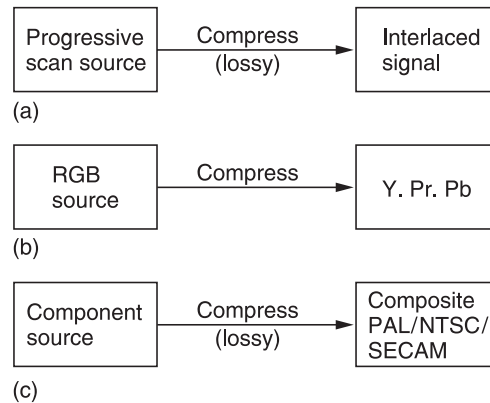 Progressive
scan source
Compress
(lossy)
Interlaced
signal
(a)
RGB
source
Compress
Y. Pr. Pb
(b)
Component
source
Compress
(lossy)
Composite
PAL/NTSC/
SECAM
(c)